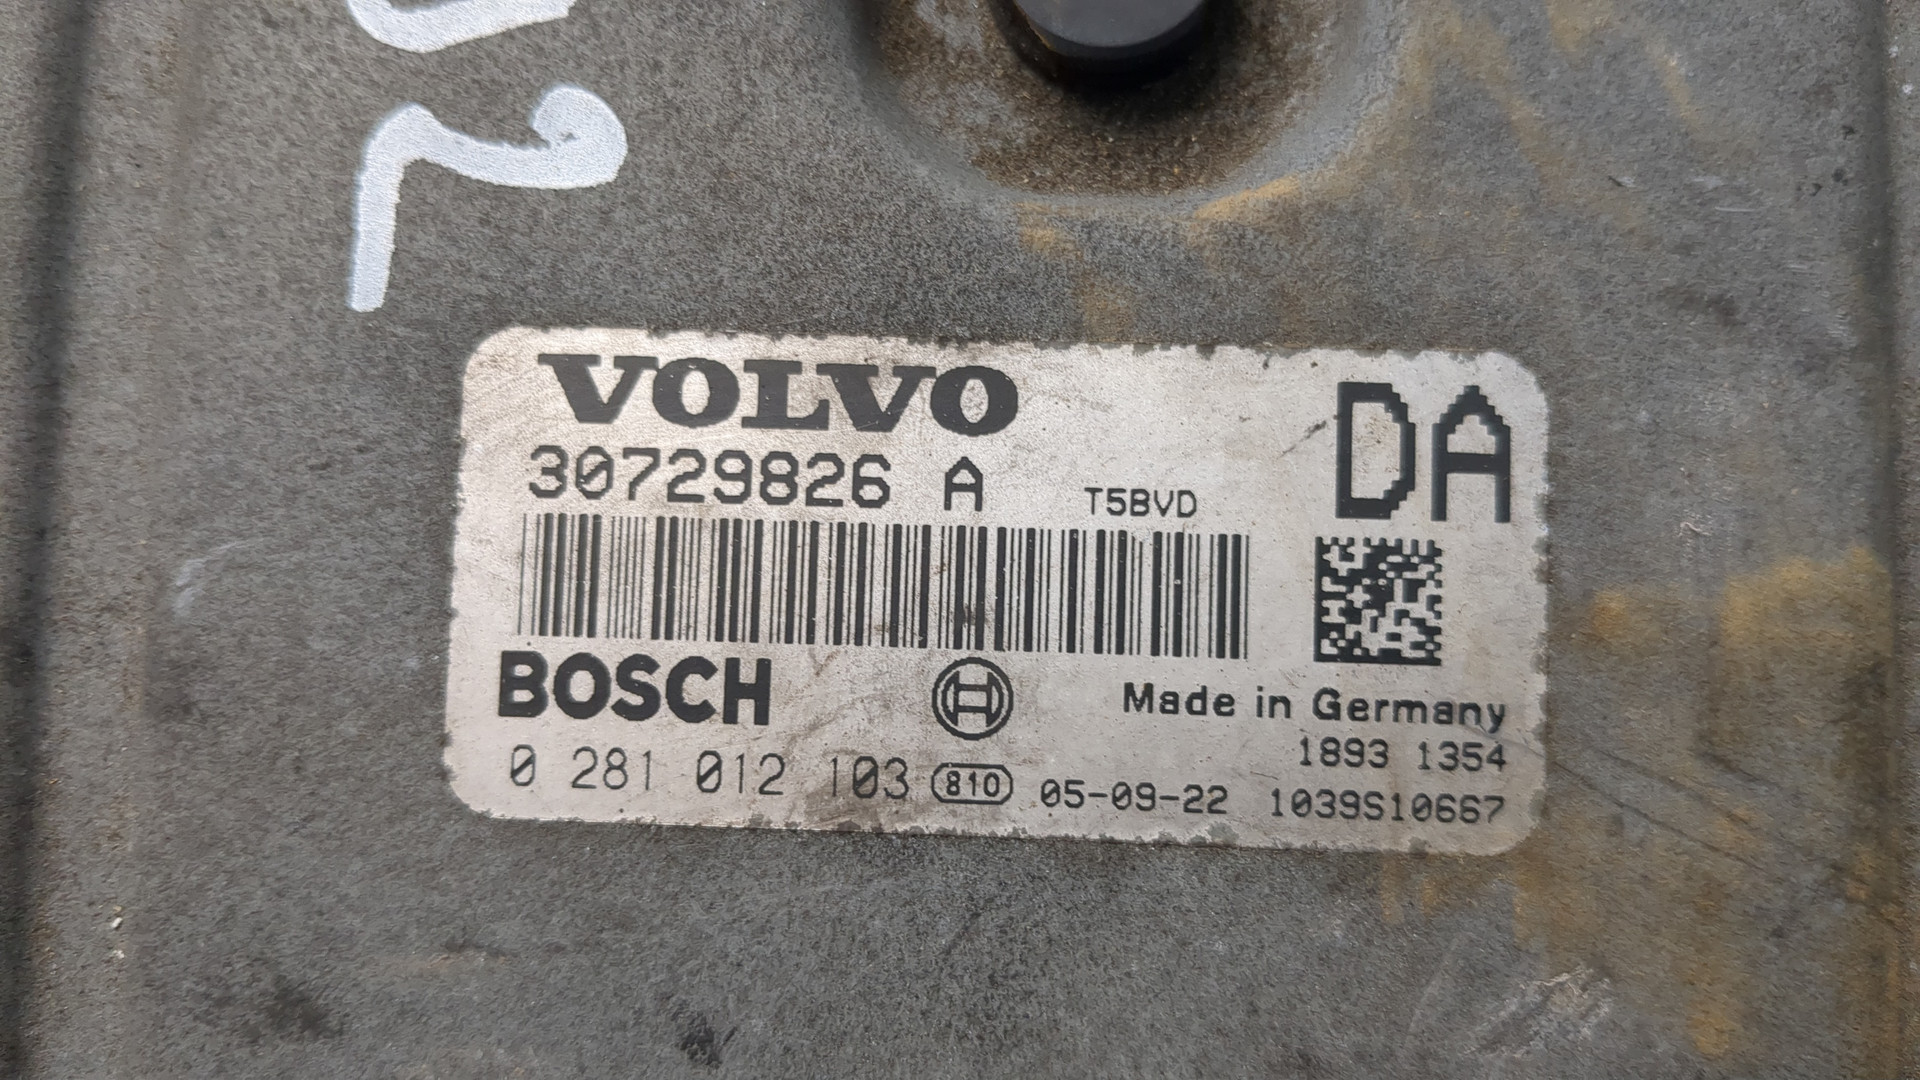 VOLVO
30729826 A T5BVD
DA
BOSCH
Made in Germany
1893 1354
0 281 012 103 810 05-09-22 1039S10667
2